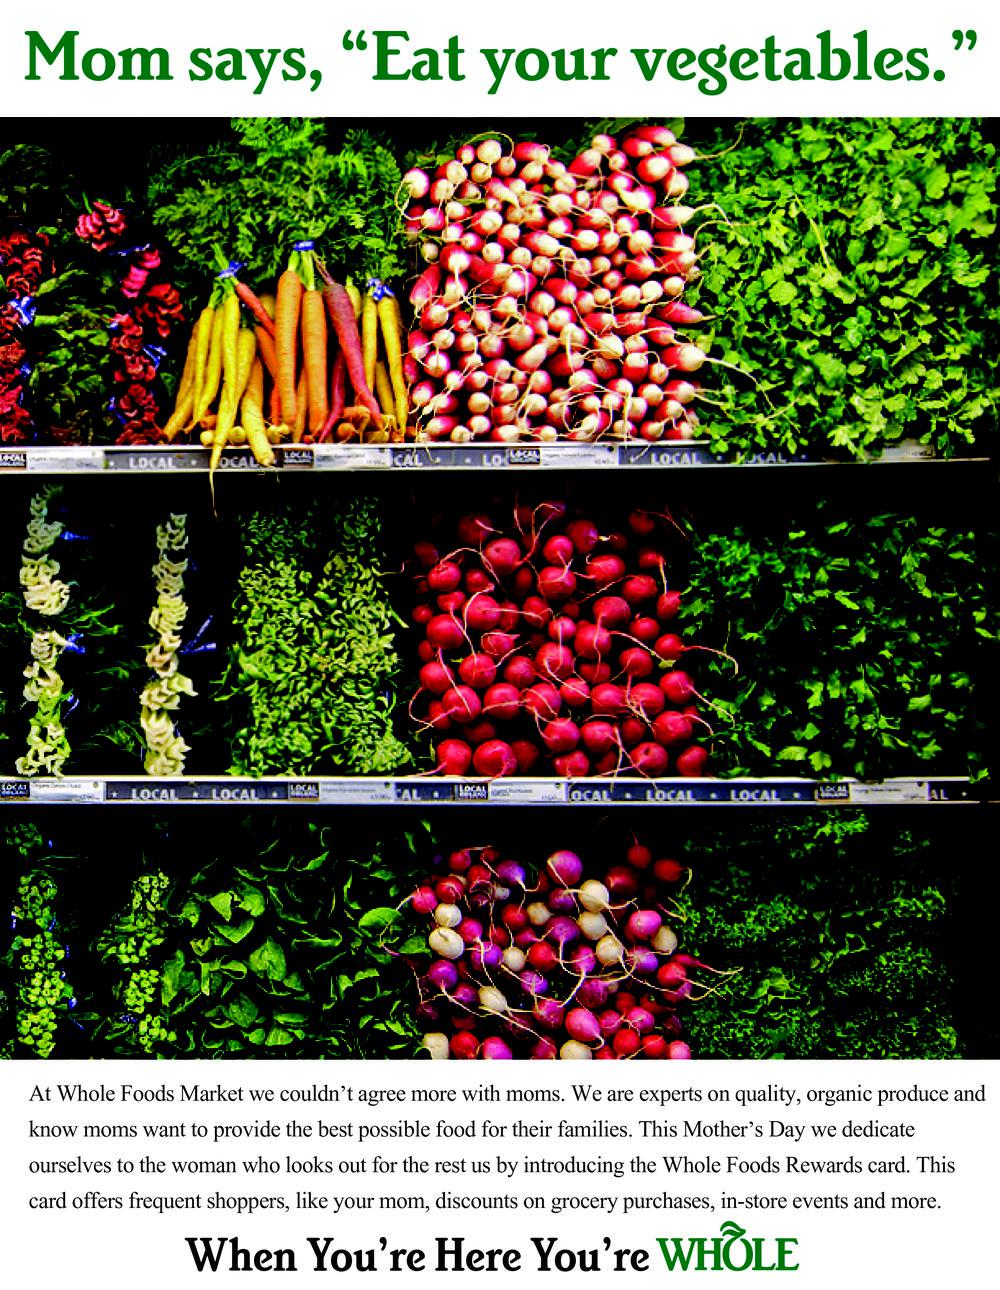 Mom says, “Eat your vegetables.”
LOCAL LOCAL LOCAL CAL LO LOCAL LOCAL LOCAL
LOCAL LOCAL LOCAL LOCAL CAL LOCAL OCAL LOCAL LOCAL LOCAL AL
At Whole Foods Market we couldn’t agree more with moms. We are experts on quality, organic produce and
know moms want to provide the best possible food for their families. This Mother’s Day we dedicate
ourselves to the woman who looks out for the rest us by introducing the Whole Foods Rewards card. This
card offers frequent shoppers, like your mom, discounts on grocery purchases, in-store events and more.
When You’re Here You’re WHOLE